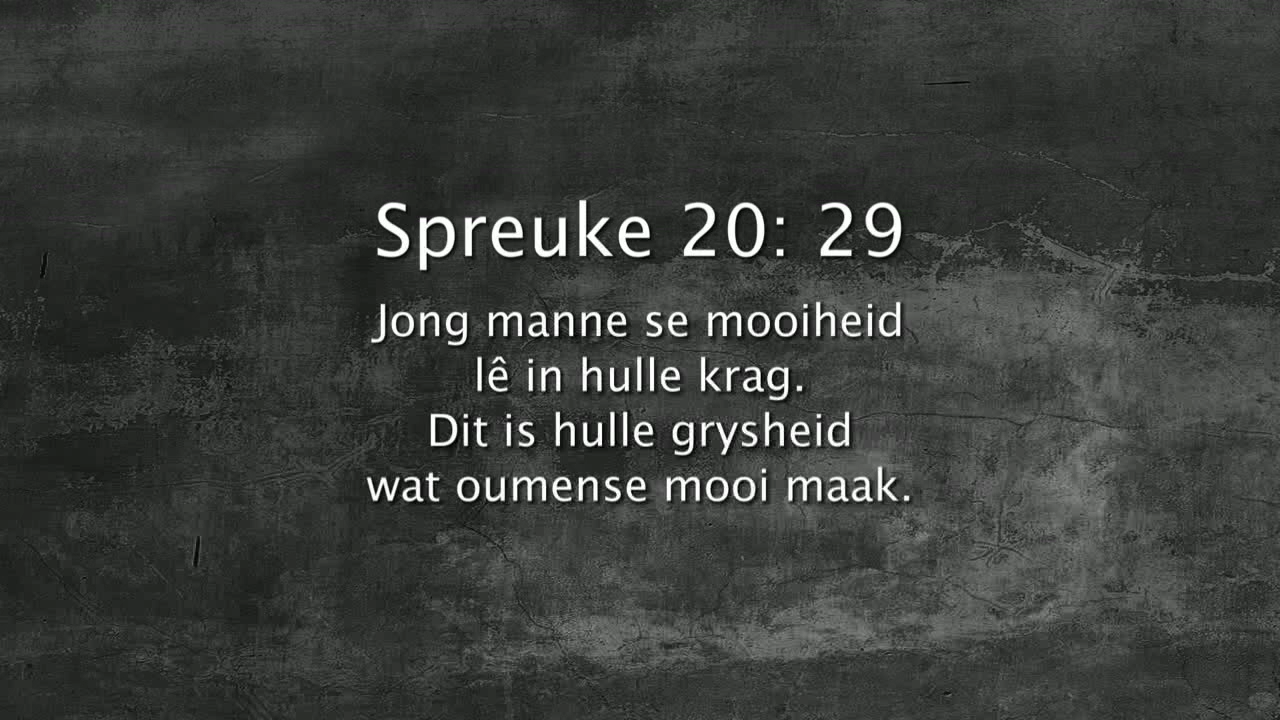 Spreuke 20: 29
Jong manne se mooiheid
lê in hulle krag.
Dit is hulle grysheid
wat oumense mooi maak.